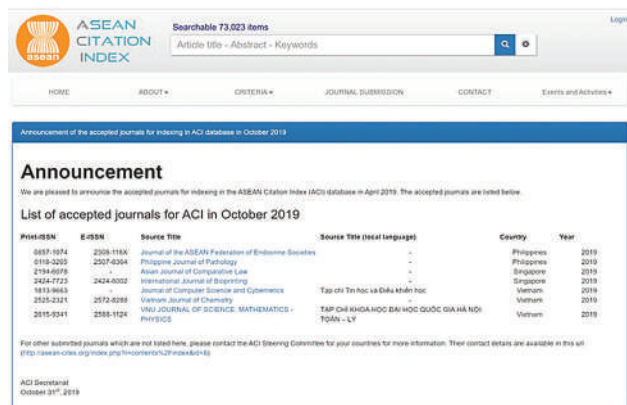 Login
asean
ASEAN
CITATION
INDEX
Searchable 73,023 items
Article title - Abstract - Keywords
HOME ABOUT CRITERIA JOURNAL SUBMISSION CONTACT Events and Activities
Announcement of the accepted journals for indexing in ACI database in October 2019
Announcement
We are pleased to announce the accepted journals for indexing in the ASEAN Citation Index (ACI) database in April 2019. The accepted journals are listed below.
List of accepted journals for ACI in October 2019
Print-ISSN E-ISSN Source Title Source Title (local language) Country Year
0857-1074 2308-118X Journal of the ASEAN Federation of Endocrine Societies - Philippines 2019
0118-3265 2507-8364 Philippine Journal of Pathology - Philippines 2019
2194-6078 - Asian Journal of Comparative Law - Singapore 2019
2424-7723 2424-8002 International Journal of Bioprinting - Singapore 2019
1813-9663 - Journal of Computer Science and Cybernetics Tạp chí Tin học và Điều khiển học Vietnam 2019
2525-2321 2572-8288 Vietnam Journal of Chemistry - Vietnam 2019
2615-9341 2588-1124 VNU JOURNAL OF SCIENCE: MATHEMATICS - TẠP CHÍ KHOA HỌC ĐẠI HỌC QUỐC GIA HÀ NỘI Vietnam 2019
PHYSICS TOÁN – LÝ
For other submitted journals which are not listed here, please contact the ACI Steering Committee for your countries for more information. Their contact details are available in this url
ACI Secretariat
October 31st, 2019